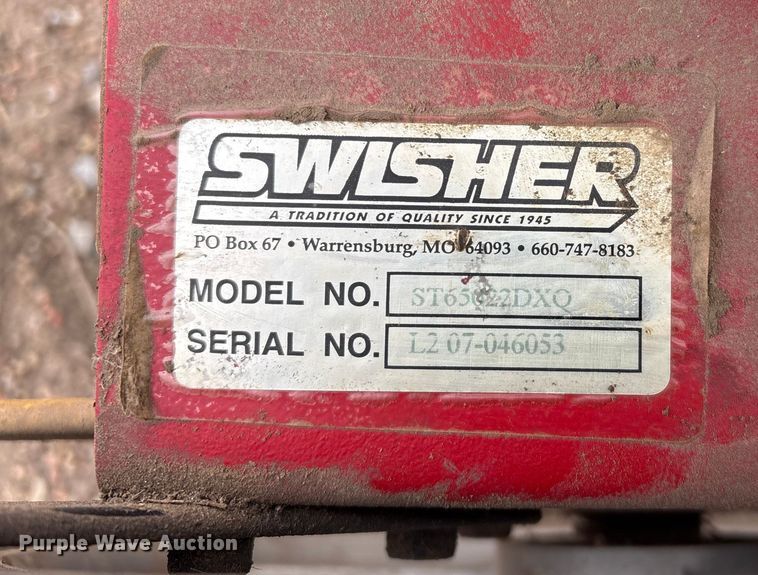 SWISHER
A TRADITION OF QUALITY SINCE 1945
PO Box 67 • Warrensburg, MO 64093 • 660-747-8183
MODEL NO. ST65022DXQ
SERIAL NO. L2 07-046053
Purple Wave Auction